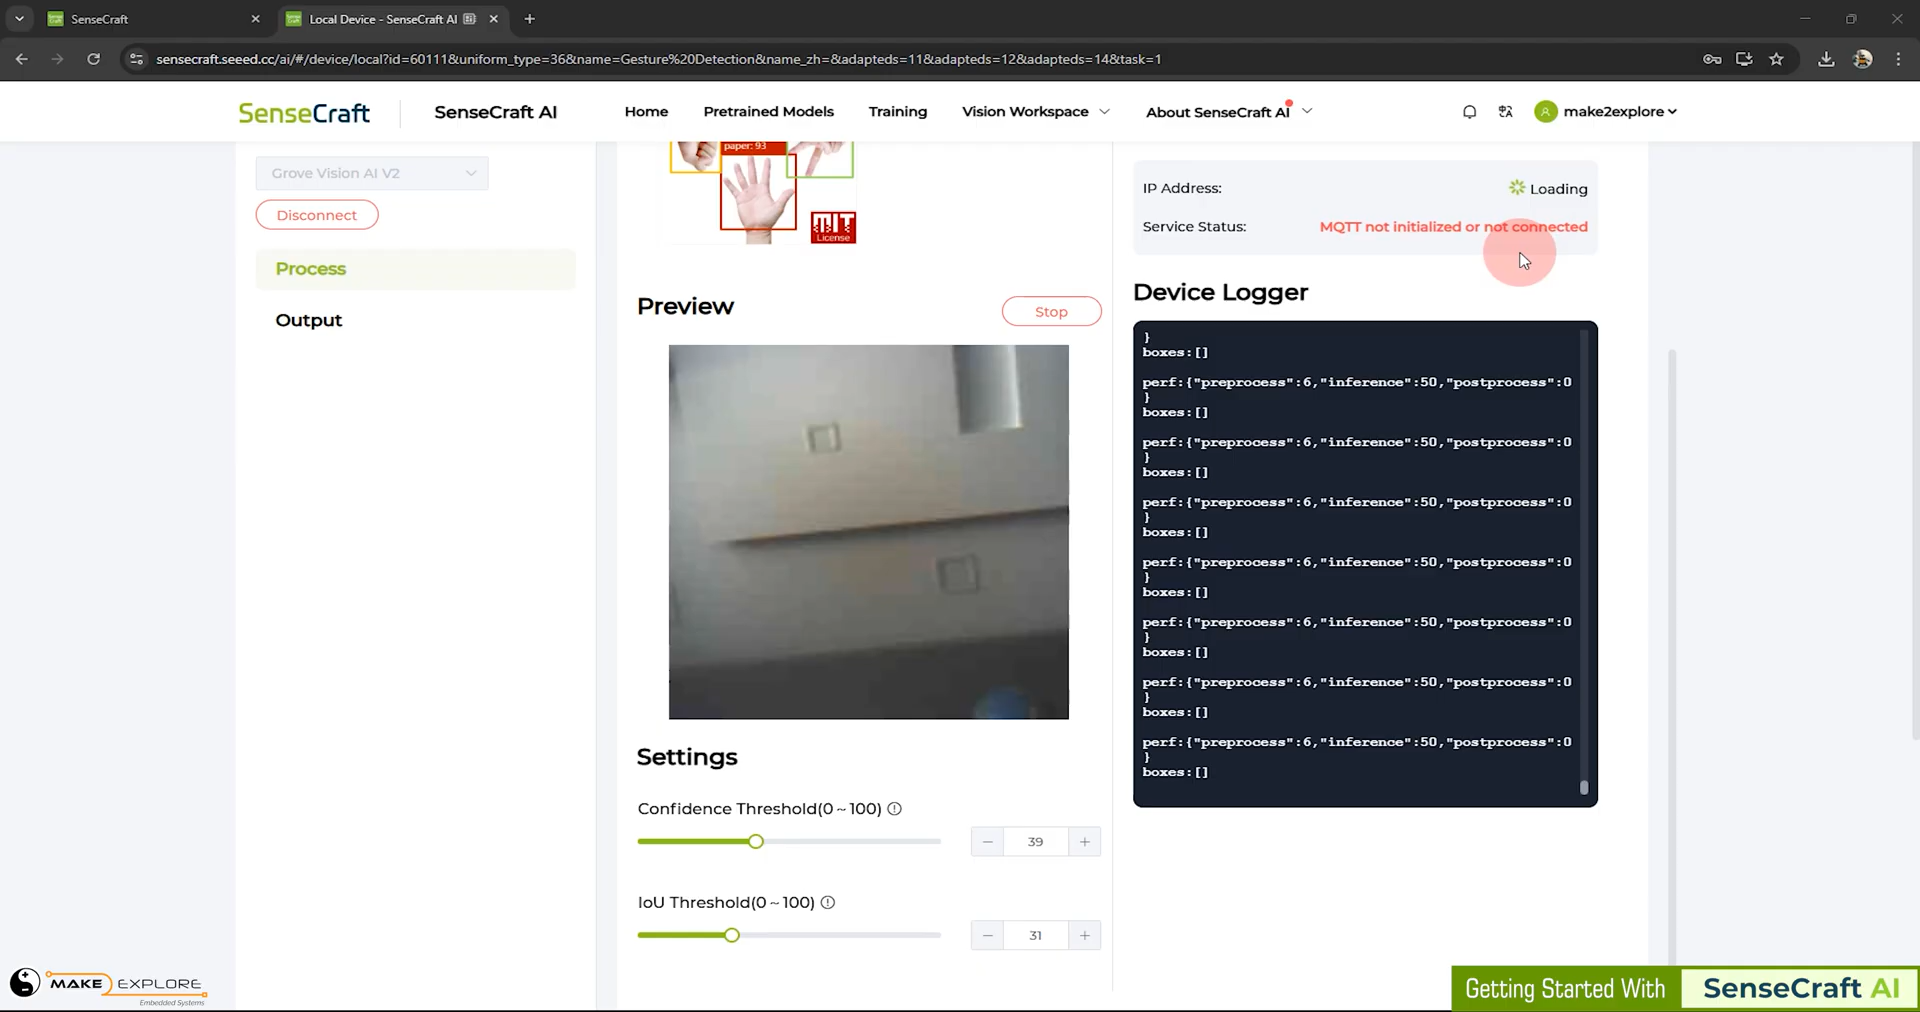 SenseCraft
Local Device - SenseCraft AI
sensecraft.seeed.cc/ai/#/device/local?id=60111&uniform_type=36&name=Gesture%20Detection&name_zh=&adapteds=11&adapteds=12&adapteds=14&task=1
SenseCraft
SenseCraft AI
Home
Pretrained Models
Training
Vision Workspace
About SenseCraft AI
make2explore
Grove Vision AI V2
Disconnect
Process
Output
paper: 93
MIT
License
IP Address:
Loading
Service Status:
MQTT not initialized or not connected
Preview
Stop
Device Logger
}
boxes:[]
perf:{"preprocess":6,"inference":50,"postprocess":0
}
boxes:[]
perf:{"preprocess":6,"inference":50,"postprocess":0
}
boxes:[]
perf:{"preprocess":6,"inference":50,"postprocess":0
}
boxes:[]
perf:{"preprocess":6,"inference":50,"postprocess":0
}
boxes:[]
perf:{"preprocess":6,"inference":50,"postprocess":0
}
boxes:[]
perf:{"preprocess":6,"inference":50,"postprocess":0
}
boxes:[]
perf:{"preprocess":6,"inference":50,"postprocess":0
}
boxes:[]
Settings
Confidence Threshold(0~100)
39
IoU Threshold(0~100)
31
MAKE EXPLORE
Embedded Systems
Getting Started With
SenseCraft AI